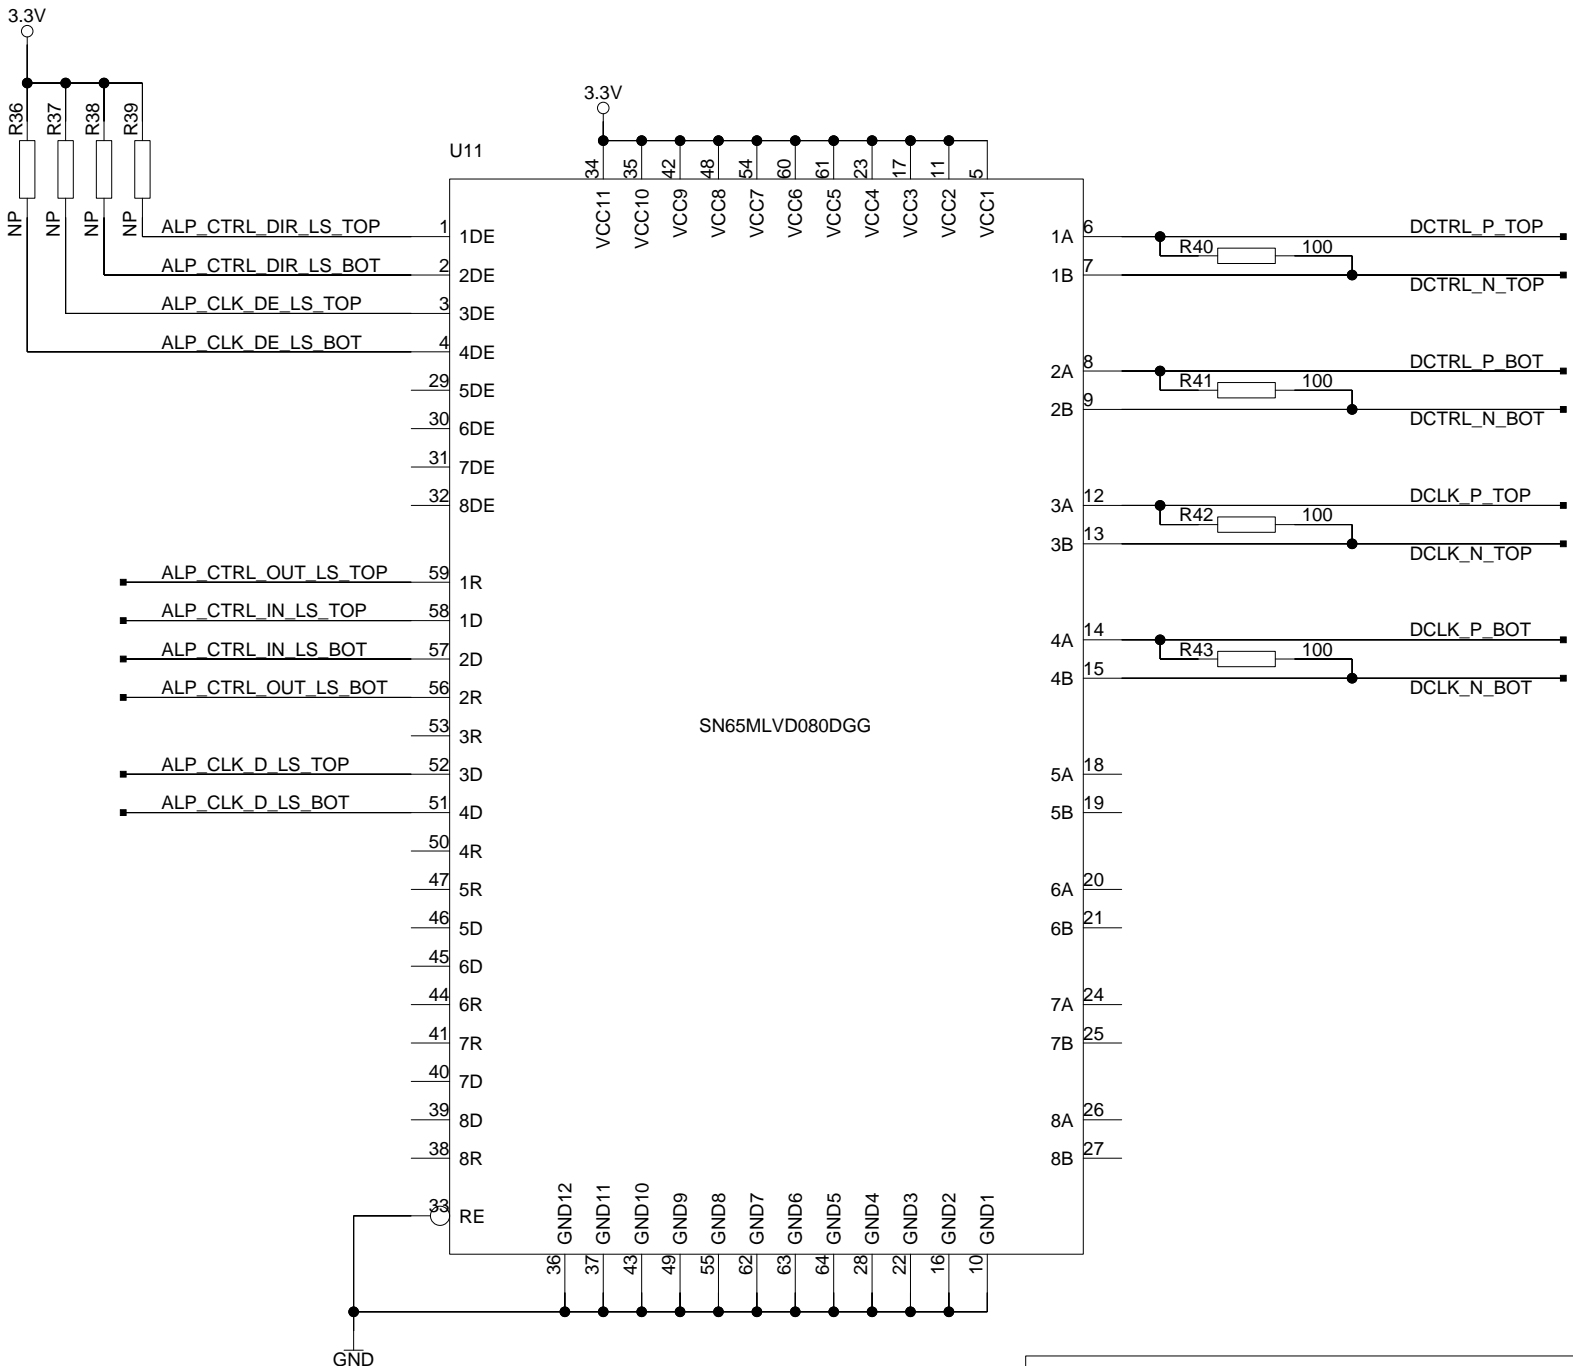 3.3V
R36
R37
R38
R39
NP
NP
NP
NP
3.3V
U11
34
35
42
48
54
60
61
23
17
11
5
VCC11
VCC10
VCC9
VCC8
VCC7
VCC6
VCC5
VCC4
VCC3
VCC2
VCC1
ALP_CTRL_DIR_LS_TOP 1 1DE
ALP_CTRL_DIR_LS_BOT 2 2DE
ALP_CLK_DE_LS_TOP 3 3DE
ALP_CLK_DE_LS_BOT 4 4DE
29 5DE
30 6DE
31 7DE
32 8DE
ALP_CTRL_OUT_LS_TOP 59 1R
ALP_CTRL_IN_LS_TOP 58 1D
ALP_CTRL_IN_LS_BOT 57 2D
ALP_CTRL_OUT_LS_BOT 56 2R
53 3R
ALP_CLK_D_LS_TOP 52 3D
ALP_CLK_D_LS_BOT 51 4D
50 4R
47 5R
46 5D
45 6D
44 6R
41 7R
40 7D
39 8D
38 8R
33 RE
SN65MLVD080DGG
1A 6 DCTRL_P_TOP
R40 100
1B 7 DCTRL_N_TOP
2A 8 DCTRL_P_BOT
R41 100
2B 9 DCTRL_N_BOT
3A 12 DCLK_P_TOP
R42 100
3B 13 DCLK_N_TOP
4A 14 DCLK_P_BOT
R43 100
4B 15 DCLK_N_BOT
5A 18
5B 19
6A 20
6B 21
7A 24
7B 25
8A 26
8B 27
GND12
GND11
GND10
GND9
GND8
GND7
GND6
GND5
GND4
GND3
GND2
GND1
36
37
43
49
55
62
63
64
28
22
16
10
GND